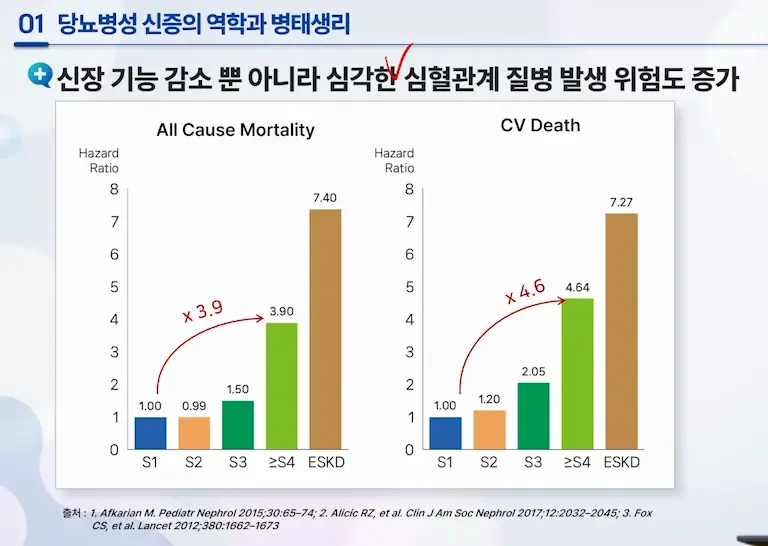 01 당뇨병성 신증의 역학과 병태생리
신장 기능 감소 뿐 아니라 심각한 심혈관계 질병 발생 위험도 증가
All Cause Mortality
Hazard
Ratio
8
7
6
5
4
3
2
1
0
1.00
0.99
1.50
3.90
7.40
x 3.9
S1 S2 S3 ≥S4 ESKD
CV Death
Hazard
Ratio
8
7
6
5
4
3
2
1
0
1.00
1.20
2.05
4.64
7.27
x 4.6
S1 S2 S3 ≥S4 ESKD
출처 : 1. Afkarian M. Pediatr Nephrol 2015;30:65–74; 2. Alicic RZ, et al. Clin J Am Soc Nephrol 2017;12:2032–2045; 3. Fox
CS, et al. Lancet 2012;380:1662–1673